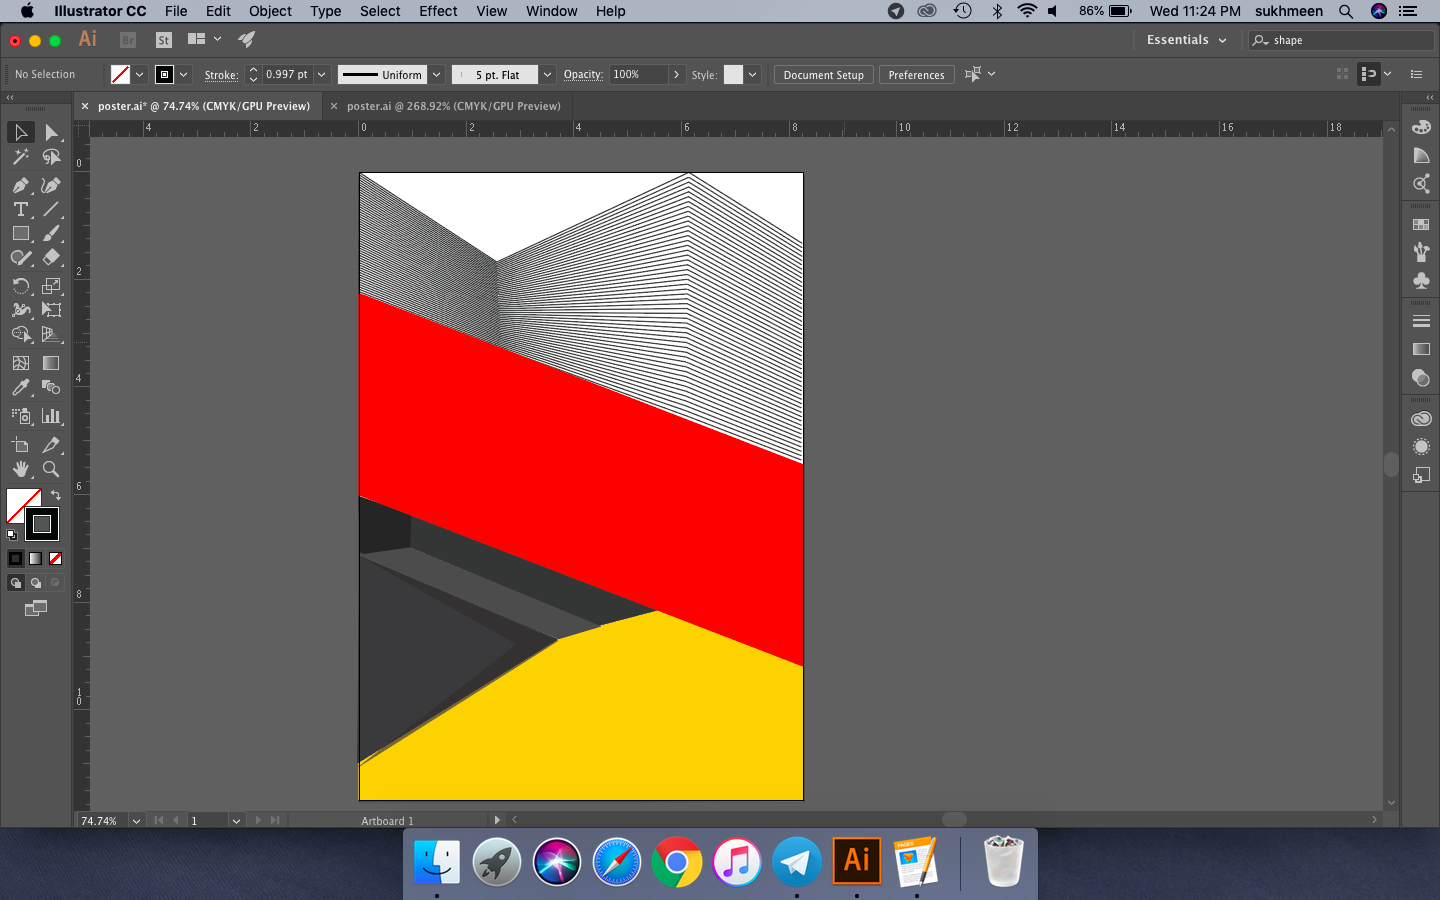 Illustrator CC File Edit Object Type Select Effect View Window Help 86% Wed 11:24 PM sukhmeen
Ai Br St Essentials shape
No Selection Stroke: 0.997 pt Uniform 5 pt. Flat Opacity: 100% Style: Document Setup Preferences
× poster.ai* @ 74.74% (CMYK/GPU Preview) × poster.ai @ 268.92% (CMYK/GPU Preview)
4 2 0 2 4 6 8 10 12 14 16 18
0
2
4
6
8
1
0
74.74% 1 Artboard 1
PAGES
Ai